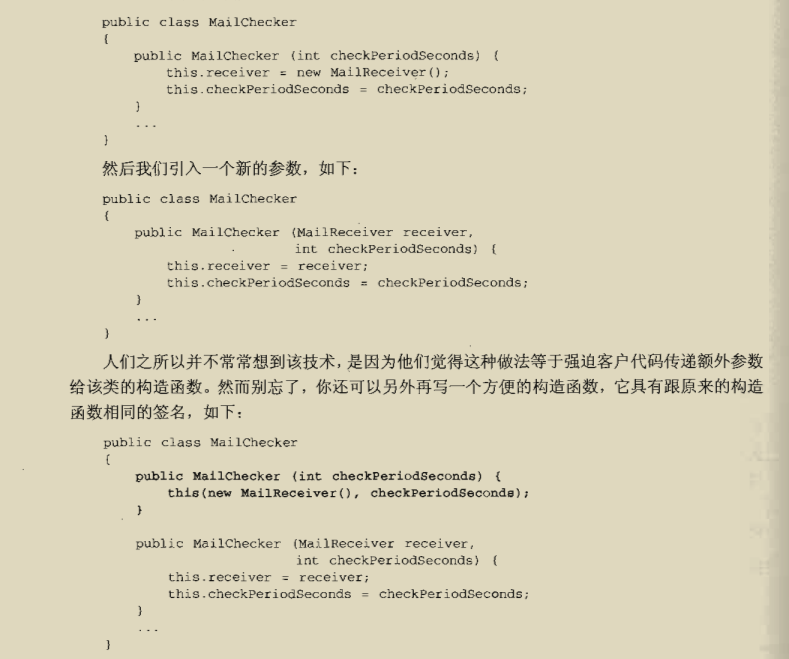 public class MailChecker
{
    public MailChecker (int checkPeriodSeconds) {
        this.receiver = new MailReceiver();
        this.checkPeriodSeconds = checkPeriodSeconds;
    }
    ...
}
然后我们引入一个新的参数，如下：
public class MailChecker
{
    public MailChecker (MailReceiver receiver,
                        int checkPeriodSeconds) {
        this.receiver = receiver;
        this.checkPeriodSeconds = checkPeriodSeconds;
    }
    ...
}
人们之所以并不常常想到该技术，是因为他们觉得这种做法等于强迫客户代码传递额外参数
给该类的构造函数。然而别忘了，你还可以另外再写一个方便的构造函数，它具有跟原来的构造
函数相同的签名，如下：
public class MailChecker
{
    public MailChecker (int checkPeriodSeconds) {
        this(new MailReceiver(), checkPeriodSeconds);
    }
    public MailChecker (MailReceiver receiver,
                        int checkPeriodSeconds) {
        this.receiver = receiver;
        this.checkPeriodSeconds = checkPeriodSeconds;
    }
    ...
}